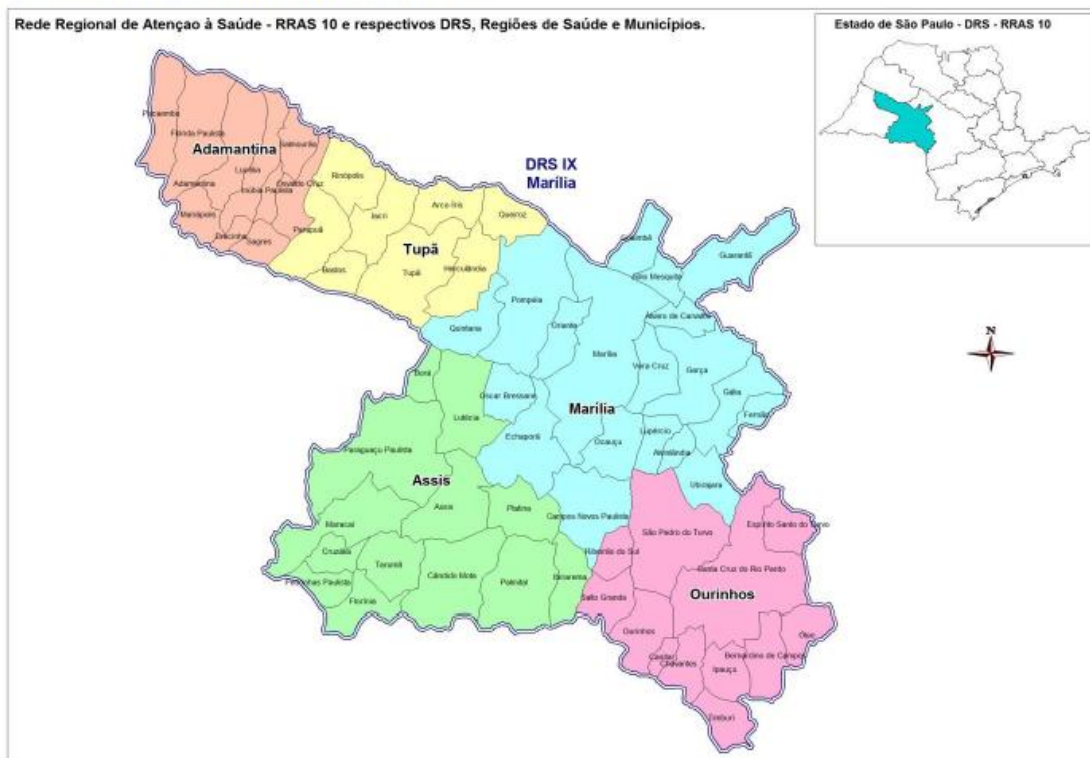 Rede Regional de Atençao à Saúde - RRAS 10 e respectivos DRS, Regiões de Saúde e Municípios.
Estado de São Paulo - DRS - RRAS 10
DRS IX
Marília
N
Adamantina
Pacaembu
Flórida Paulista
Salmourão
Lucélia
Adamantina
Inúbia Paulista
Osvaldo Cruz
Mariápolis
Pracinha
Sagres
Tupã
Rinópolis
Iacri
Arco-Íris
Queiroz
Parapuã
Bastos
Tupã
Herculândia
Marília
Guaimbê
Guarantã
Júlio Mesquita
Pompéia
Álvaro de Carvalho
Quintana
Oriente
Marília
Vera Cruz
Garça
Gália
Oscar Bressane
Fernão
Echaporã
Ocauçu
Lupércio
Alvinlândia
Ubirajara
Campos Novos Paulista
Assis
Borá
Lutécia
Paraguaçu Paulista
Assis
Platina
Maracaí
Cruzália
Tarumã
Pedrinhas Paulista
Cândido Mota
Palmital
Ibirarema
Florínia
Ourinhos
São Pedro do Turvo
Espírito Santo do Turvo
Ribeirão do Sul
Santa Cruz do Rio Pardo
Salto Grande
Ourinhos
Óleo
Canitar
Chavantes
Bernardino de Campos
Ipauçu
Timburi